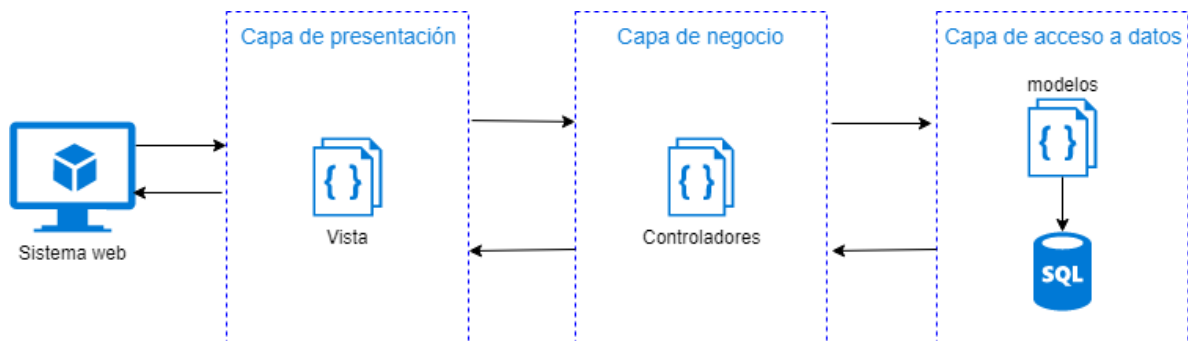 Capa de presentación
Capa de negocio
Capa de acceso a datos
modelos
{ }
{ }
{ }
Vista
Controladores
Sistema web
SQL